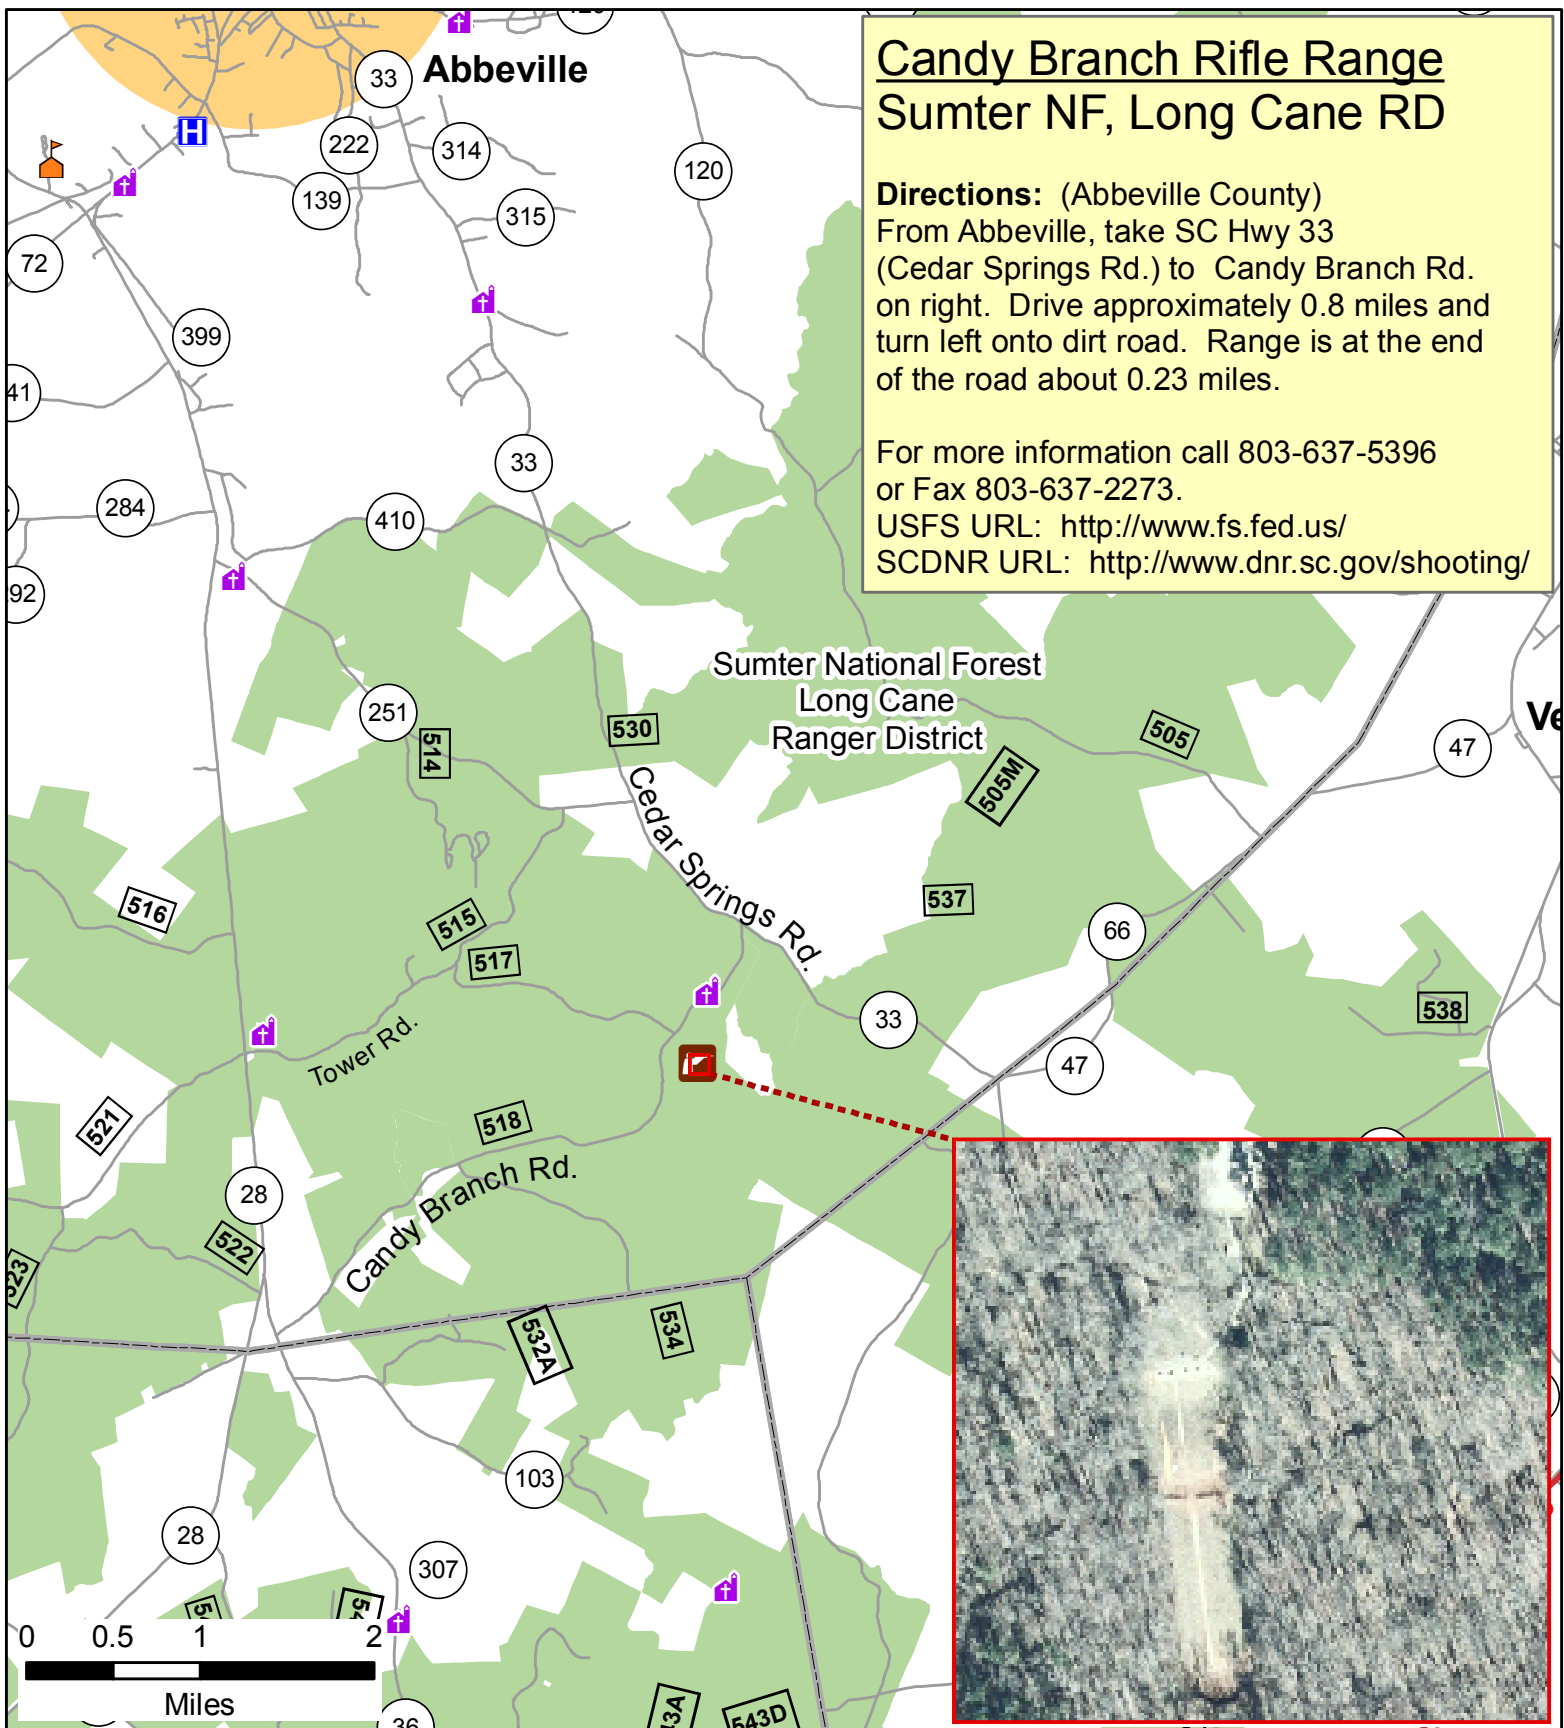 Candy Branch Rifle Range
Sumter NF, Long Cane RD
Directions: (Abbeville County)
From Abbeville, take SC Hwy 33
(Cedar Springs Rd.) to Candy Branch Rd.
on right. Drive approximately 0.8 miles and
turn left onto dirt road. Range is at the end
of the road about 0.23 miles.
For more information call 803-637-5396
or Fax 803-637-2273.
USFS URL: http://www.fs.fed.us/
SCDNR URL: http://www.dnr.sc.gov/shooting/
Abbeville
33
H
222
314
120
139
315
72
399
41
33
284
410
92
Sumter National Forest
Long Cane
Ranger District
251
530
514
505
47
505M
Cedar Springs Rd.
516
515
537
517
66
33
538
Tower Rd.
47
521
518
28
Candy Branch Rd.
522
523
532A
534
103
28
307
0 0.5 1 2
Miles
36
543D